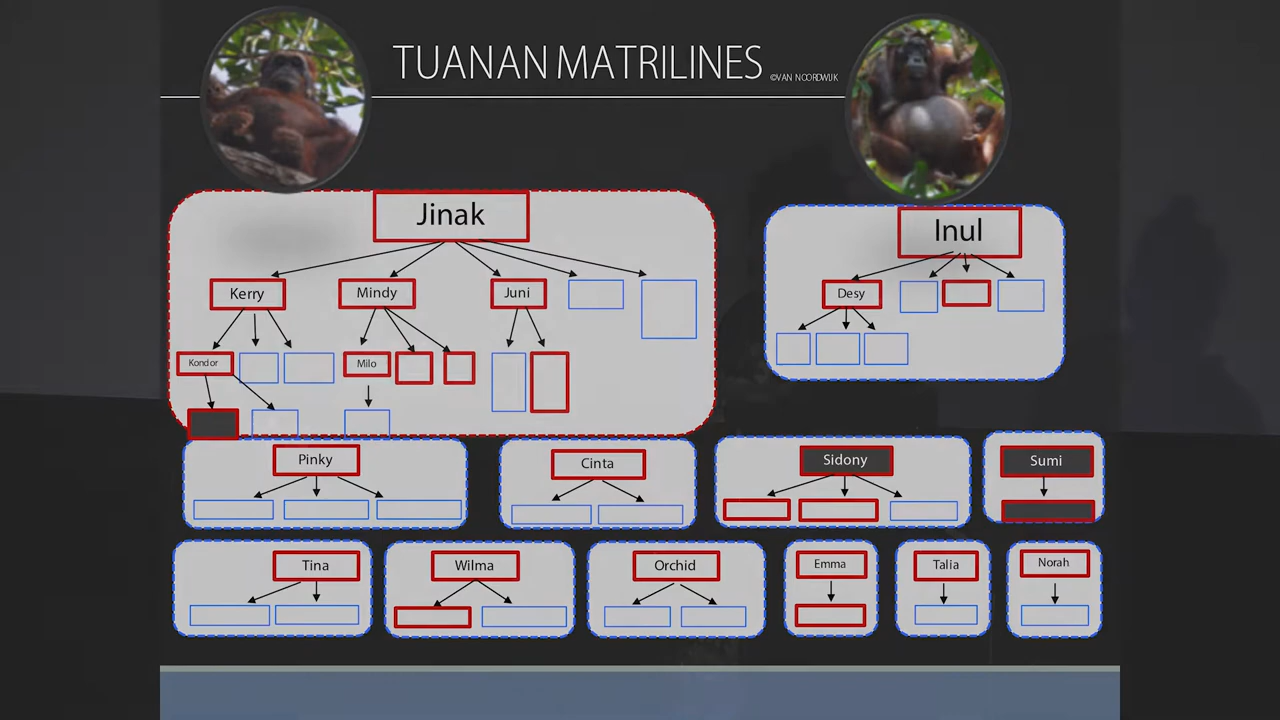 TUANAN MATRILINES
©VAN NOORDWIJK
Jinak
Inul
Kerry
Mindy
Juni
Desy
Kondor
Milo
Pinky
Cinta
Sidony
Sumi
Tina
Wilma
Orchid
Emma
Talia
Norah